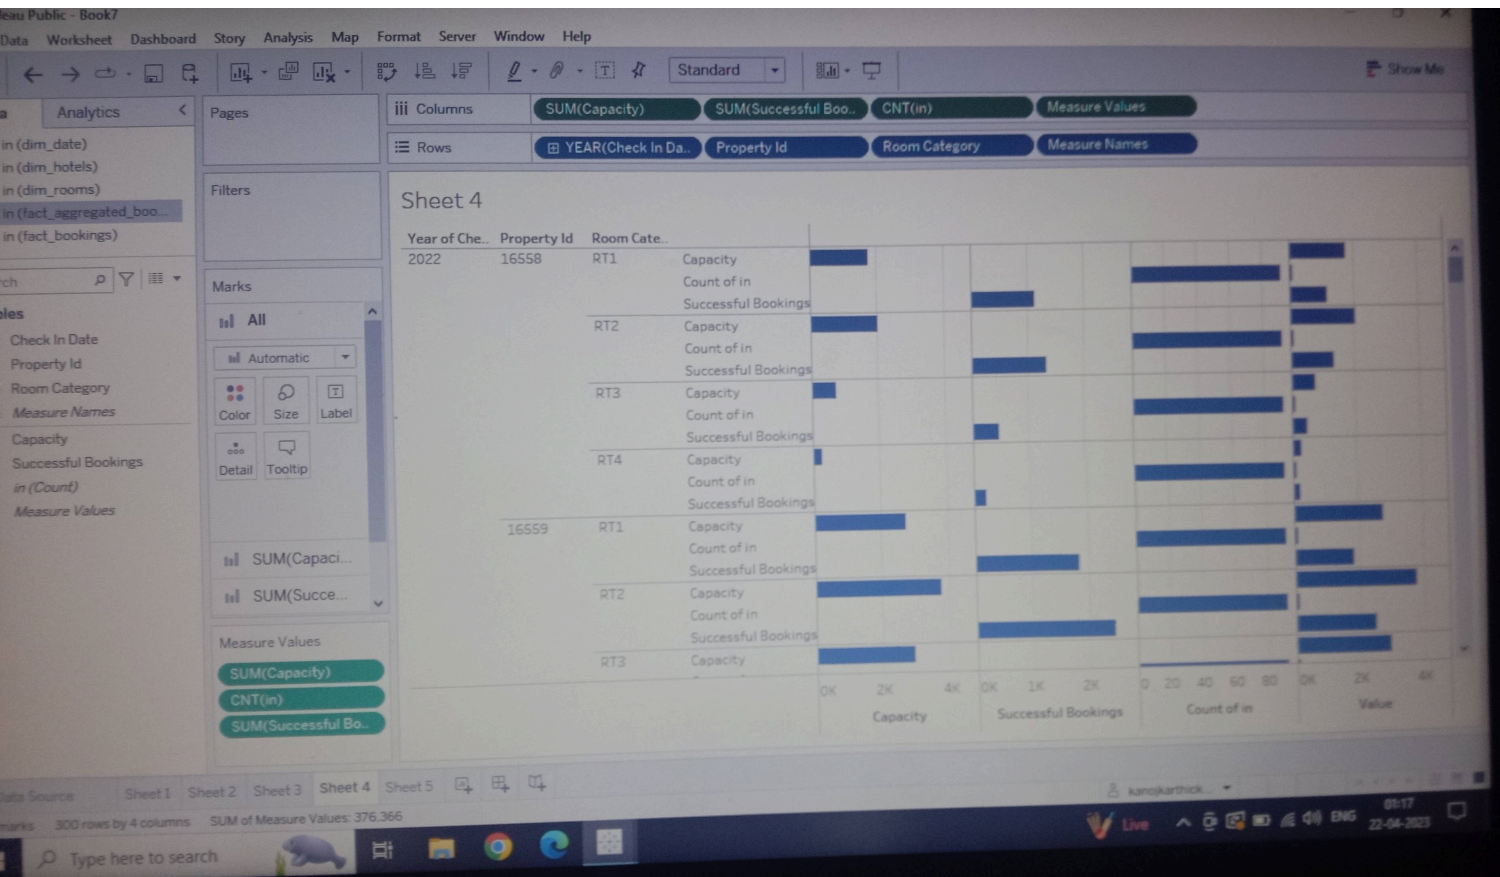 eau Public - Book7
Data Worksheet Dashboard Story Analysis Map Format Server Window Help
Standard
Show Me
a Analytics
Pages
Columns SUM(Capacity) SUM(Successful Boo.. CNT(in) Measure Values
Rows YEAR(Check In Da.. Property Id Room Category Measure Names
in (dim_date)
in (dim_hotels)
in (dim_rooms)
in (fact_aggregated_boo...
in (fact_bookings)
rch
les
Check In Date
Property Id
Room Category
Measure Names
Capacity
Successful Bookings
in (Count)
Measure Values
Filters
Marks
All
Automatic
Color Size Label
Detail Tooltip
SUM(Capaci...
SUM(Succe...
Measure Values
SUM(Capacity)
CNT(in)
SUM(Successful Bo..
Sheet 4
Year of Che.. Property Id Room Cate..
2022 16558 RT1 Capacity
Count of in
Successful Bookings
RT2 Capacity
Count of in
Successful Bookings
RT3 Capacity
Count of in
Successful Bookings
RT4 Capacity
Count of in
Successful Bookings
16559 RT1 Capacity
Count of in
Successful Bookings
RT2 Capacity
Count of in
Successful Bookings
RT3 Capacity
0K 2K 4K 0K 1K 2K 0 20 40 60 80 0K 2K 4K
Capacity Successful Bookings Count of in Value
Data Source Sheet 1 Sheet 2 Sheet 3 Sheet 4 Sheet 5
kanojkarthick...
marks 300 rows by 4 columns SUM of Measure Values: 376,366
Type here to search
Live
ENG
01:17
22-04-2023